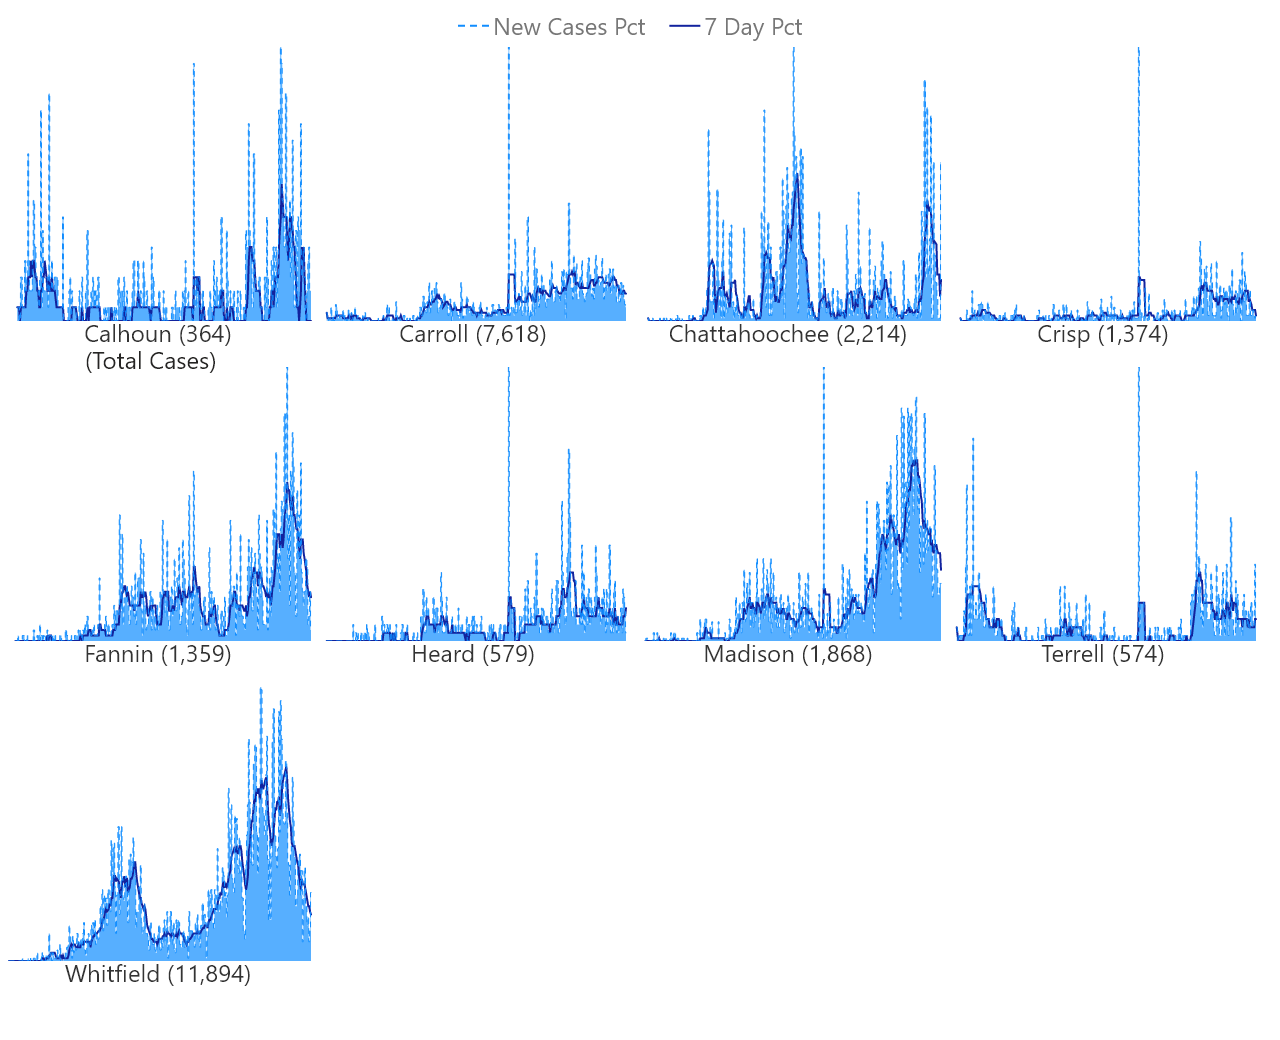 New Cases Pct 7 Day Pct
Calhoun (364)
(Total Cases)
Carroll (7,618)
Chattahoochee (2,214)
Crisp (1,374)
Fannin (1,359)
Heard (579)
Madison (1,868)
Terrell (574)
Whitfield (11,894)